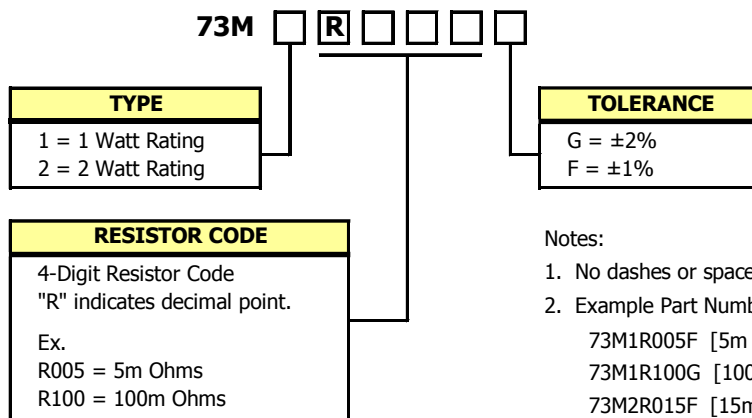 73M R
TYPE
1 = 1 Watt Rating
2 = 2 Watt Rating
TOLERANCE
G = ±2%
F = ±1%
RESISTOR CODE
4-Digit Resistor Code
"R" indicates decimal point.
Ex.
R005 = 5m Ohms
R100 = 100m Ohms
Notes:
1. No dashes or space
2. Example Part Numb
73M1R005F [5m
73M1R100G [100
73M2R015F [15m